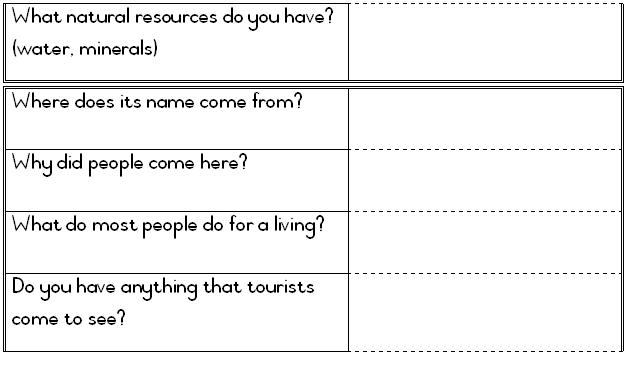 What natural resources do you have?
(water, minerals)
Where does its name come from?
Why did people come here?
What do most people do for a living?
Do you have anything that tourists
come to see?